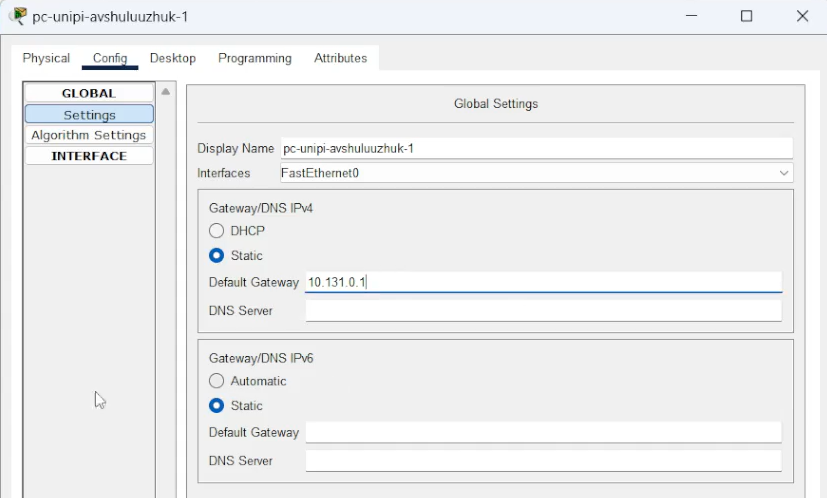 pc-unipi-avshuluuzhuk-1
Physical Config Desktop Programming Attributes
GLOBAL
Settings
Algorithm Settings
INTERFACE
Global Settings
Display Name pc-unipi-avshuluuzhuk-1
Interfaces FastEthernet0
Gateway/DNS IPv4
DHCP
Static
Default Gateway 10.131.0.1
DNS Server
Gateway/DNS IPv6
Automatic
Static
Default Gateway
DNS Server